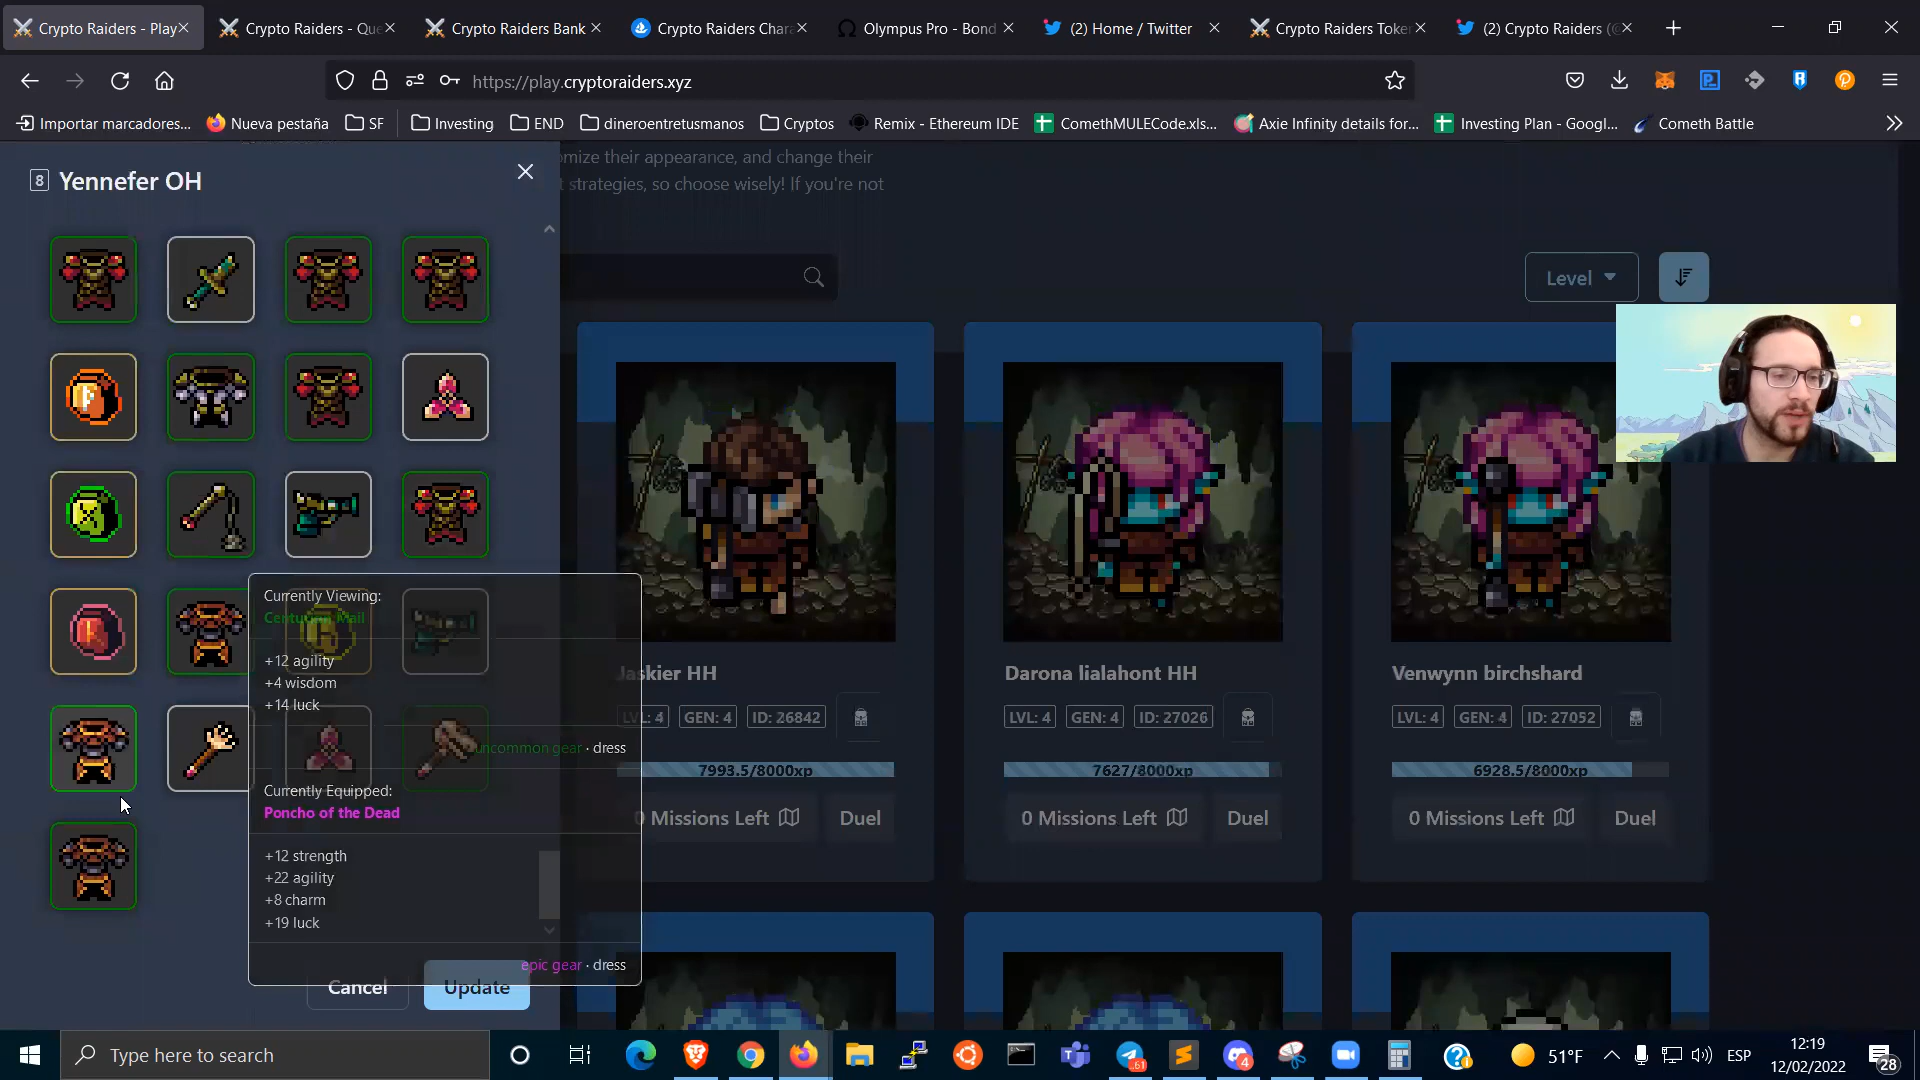 Crypto Raiders - Play
Crypto Raiders - Que
Crypto Raiders Bank
Crypto Raiders Chara
Olympus Pro - Bond
(2) Home / Twitter
Crypto Raiders Token
(2) Crypto Raiders (@
https://play.cryptoraiders.xyz
Importar marcadores...
Nueva pestaña
SF
Investing
END
dineroentretusmanos
Cryptos
Remix - Ethereum IDE
ComethMULECode.xls...
Axie Infinity details for...
Investing Plan - Googl...
Cometh Battle
omize their appearance, and change their
t strategies, so choose wisely! If you're not
8 Yennefer OH
Level
Currently Viewing:
Centurion Mail
+12 agility
+4 wisdom
+14 luck
uncommon gear · dress
Currently Equipped:
Poncho of the Dead
+12 strength
+22 agility
+8 charm
+19 luck
epic gear · dress
Cancel
Update
Jaskier HH
LVL: 4
GEN: 4
ID: 26842
7993.5/8000xp
0 Missions Left
Duel
Darona lialahont HH
LVL: 4
GEN: 4
ID: 27026
7627/8000xp
0 Missions Left
Duel
Venwynn birchshard
LVL: 4
GEN: 4
ID: 27052
6928.5/8000xp
0 Missions Left
Duel
Type here to search
61
4
51°F
ESP
12:19
12/02/2022
28